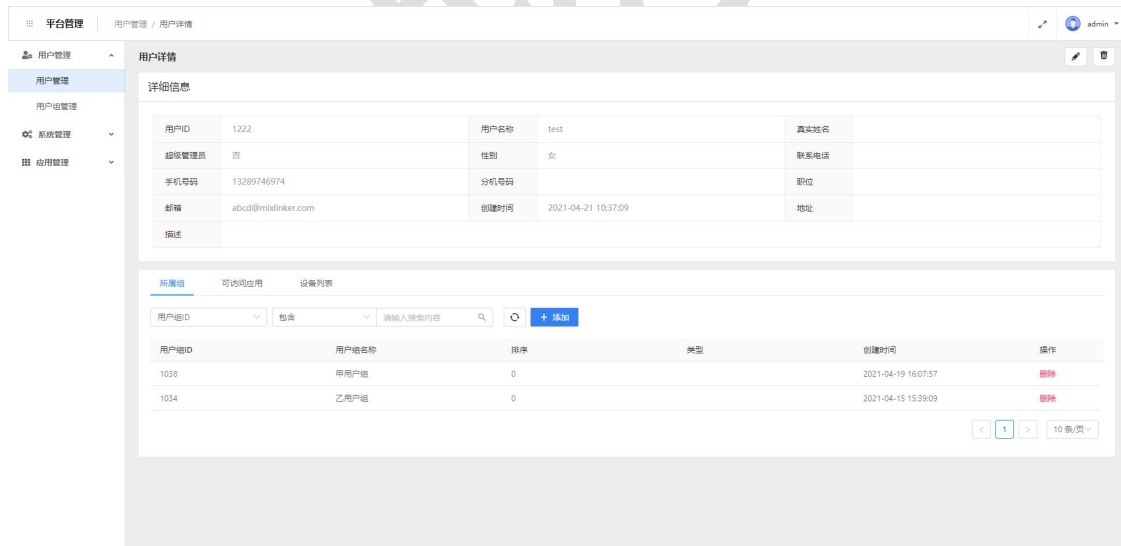 平台管理 用户管理 / 用户详情 admin
用户管理
用户管理
用户组管理
系统管理
应用管理
用户详情
详细信息
用户ID 1222 用户名称 test 真实姓名
超级管理员 否 性别 女 联系电话
手机号码 13289746974 分机号码 职位
邮箱 abcd@mixlinker.com 创建时间 2021-04-21 10:37:09 地址
描述
所属组 可访问应用 设备列表
用户组ID 包含 请输入搜索内容 + 添加
用户组ID 用户组名称 排序 类型 创建时间 操作
1038 甲用户组 0 2021-04-19 16:07:57 删除
1034 乙用户组 0 2021-04-15 15:39:09 删除
< 1 > 10 条/页